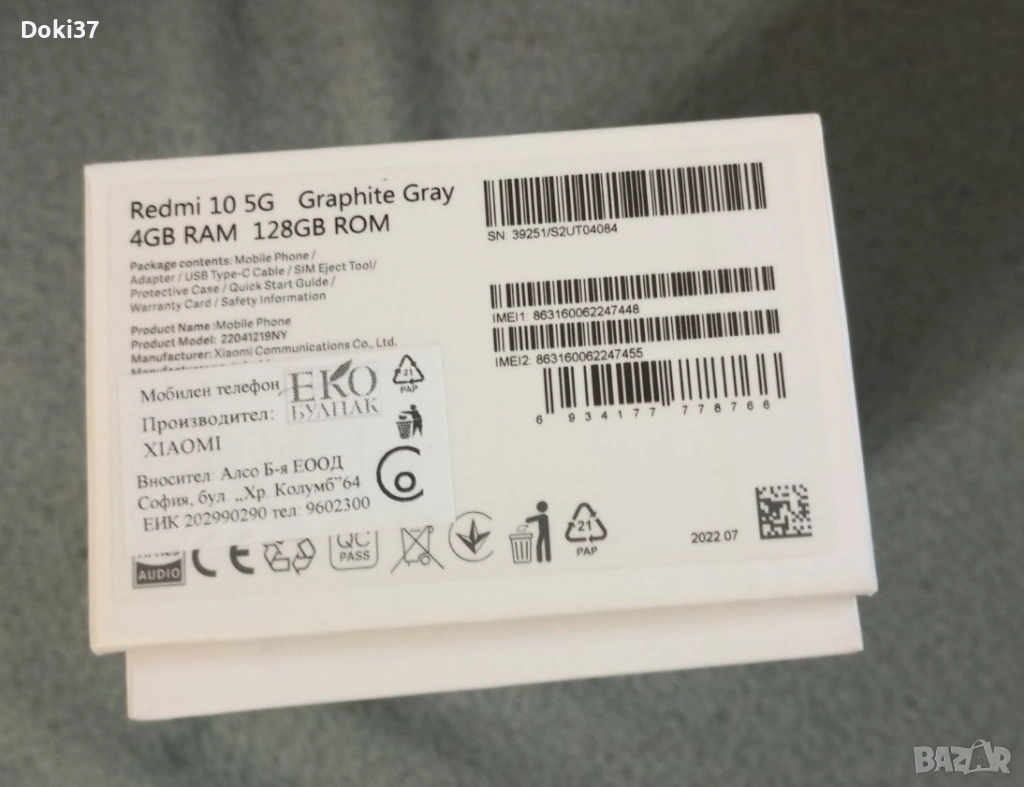 Doki37
Redmi 10 5G Graphite Gray
4GB RAM 128GB ROM
Package contents: Mobile Phone /
Adapter / USB Type-C Cable / SIM Eject Tool/
Protective Case / Quick Start Guide /
Warranty Card / Safety Information
Product Name :Mobile Phone
Product Model: 22041219NY
Manufacturer: Xiaomi Communications Co., Ltd.
SN: 39251/S2UT04084
IMEI1: 863160062247448
IMEI2: 863160062247455
6 934177 778766
Мобилен телефон
Производител:
XIAOMI
ЕКО
БУЛПАК
21
PAP
Вносител: Алсо Б-я ЕООД
София, бул. „Хр. Колумб”64
ЕИК 202990290 тел: 9602300
AUDIO
CE
QC
PASS
21
PAP
2022.07
BAZAR